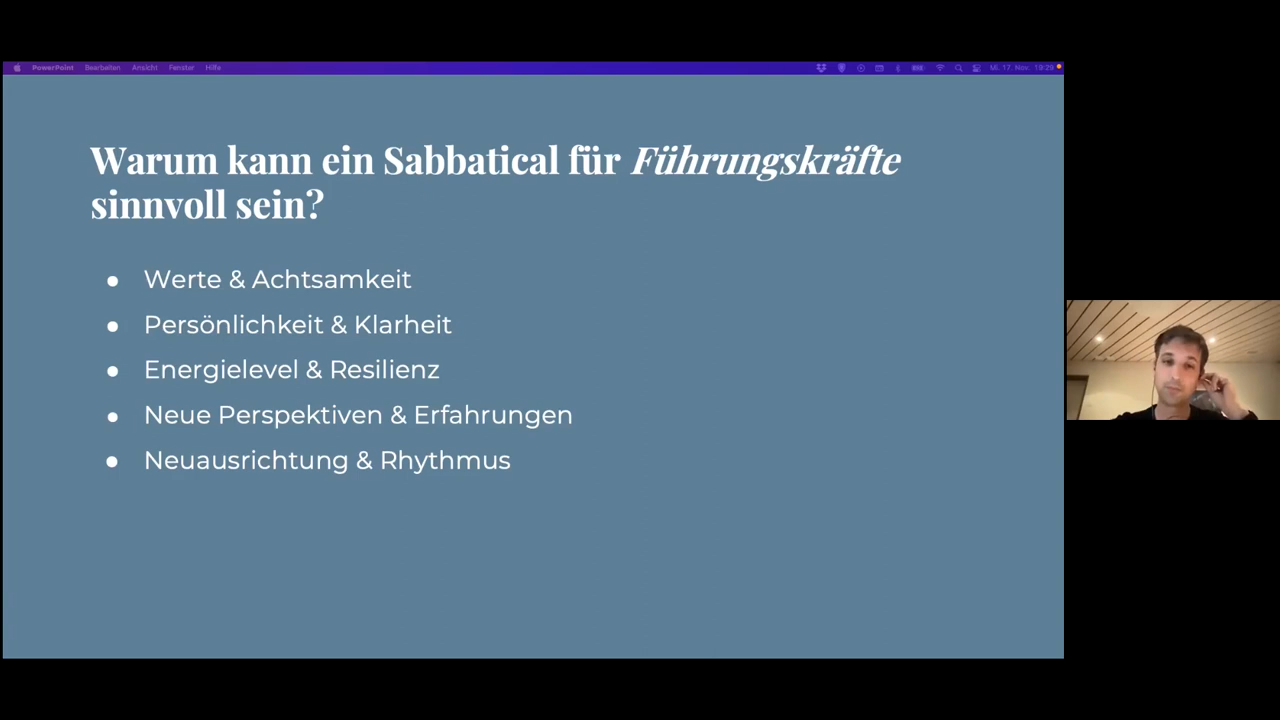 PowerPoint Bearbeiten Ansicht Fenster Hilfe
Mi. 17. Nov. 19:29
Warum kann ein Sabbatical für Führungskräfte
sinnvoll sein?
● Werte & Achtsamkeit
● Persönlichkeit & Klarheit
● Energielevel & Resilienz
● Neue Perspektiven & Erfahrungen
● Neuausrichtung & Rhythmus